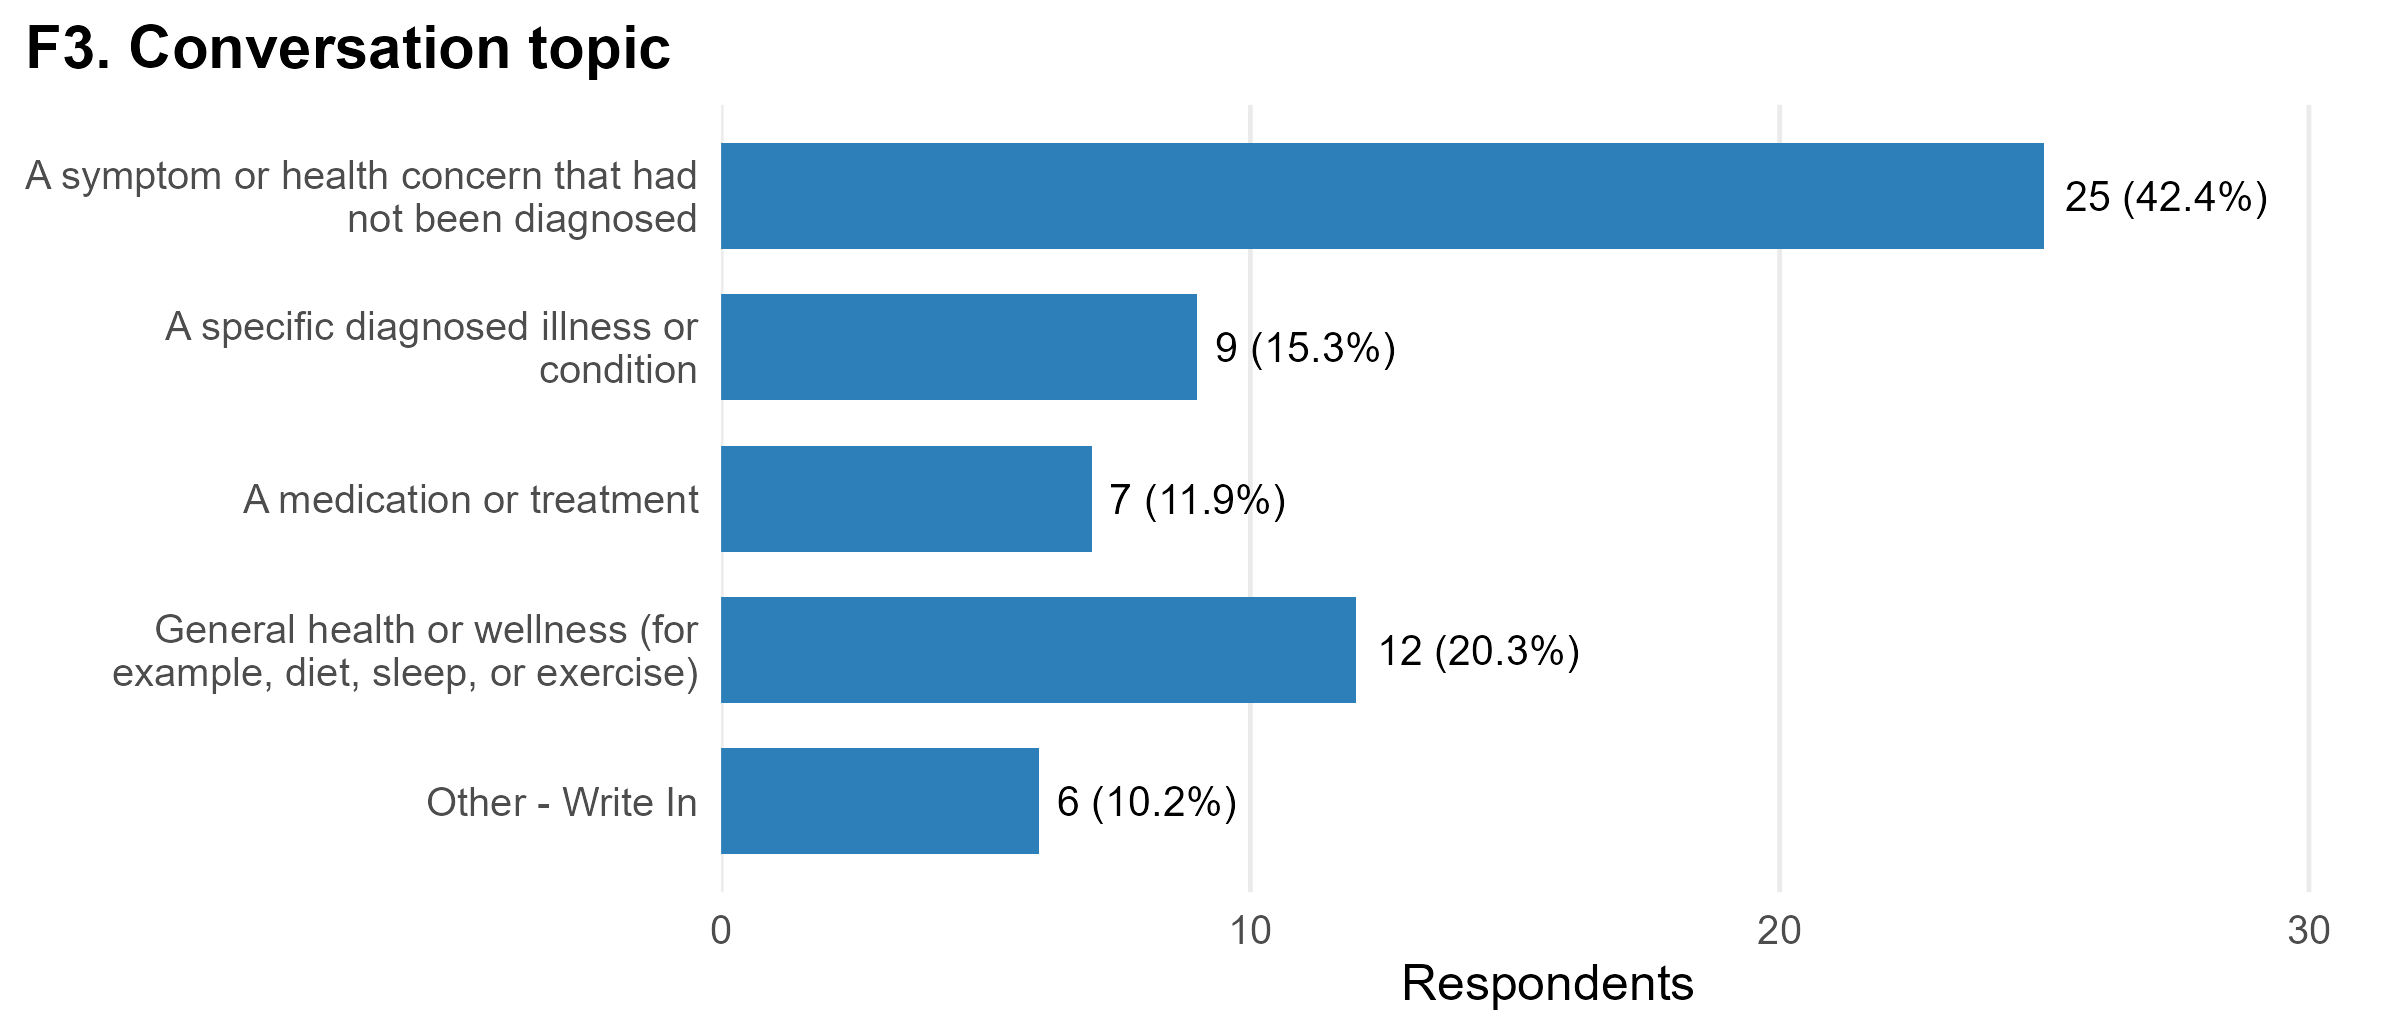 F3. Conversation topic
A symptom or health concern that had
not been diagnosed
25 (42.4%)
A specific diagnosed illness or
condition
9 (15.3%)
A medication or treatment
7 (11.9%)
General health or wellness (for
example, diet, sleep, or exercise)
12 (20.3%)
Other - Write In
6 (10.2%)
0
10
20
30
Respondents